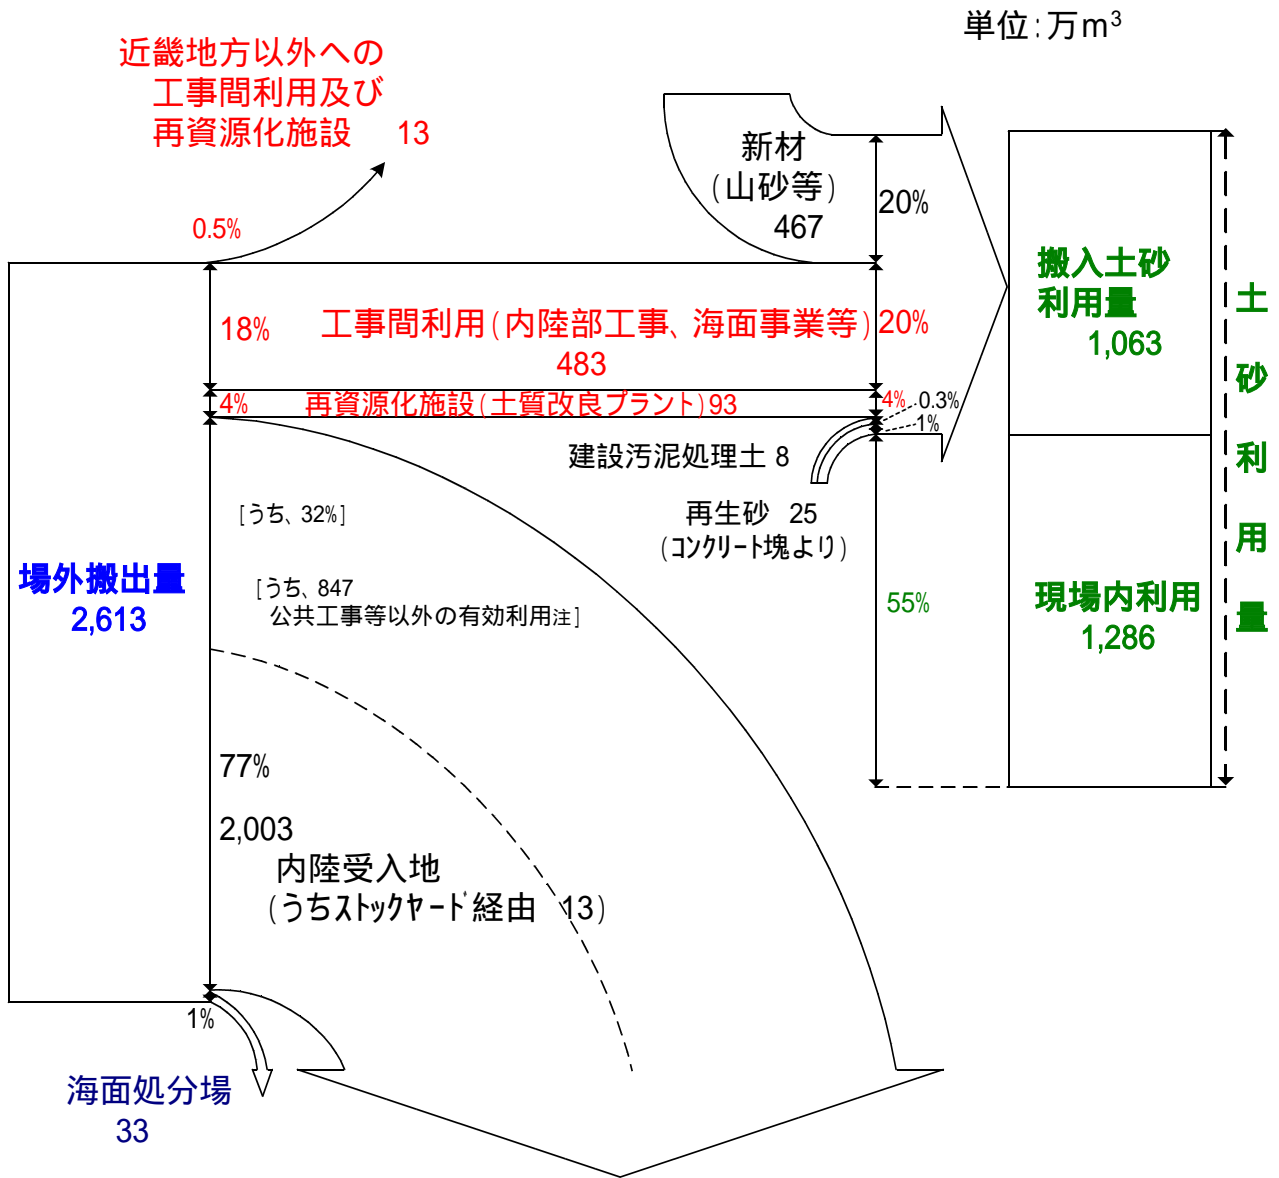 単位：万m³
近畿地方以外への
工事間利用及び
再資源化施設　13
0.5%
新材
(山砂等)
467
20%
18%
工事間利用(内陸部工事、海面事業等)
483
20%
4%
再資源化施設(土質改良プラント)93
4%
0.3%
1%
建設汚泥処理土 8
再生砂 25
(コンクリート塊より)
搬入土砂
利用量
1,063
土砂利用量
[うち、32%]
[うち、847
公共工事等以外の有効利用注]
場外搬出量
2,613
55%
現場内利用
1,286
77%
2,003
内陸受入地
(うちストックヤード経由 13)
1%
海面処分場
33